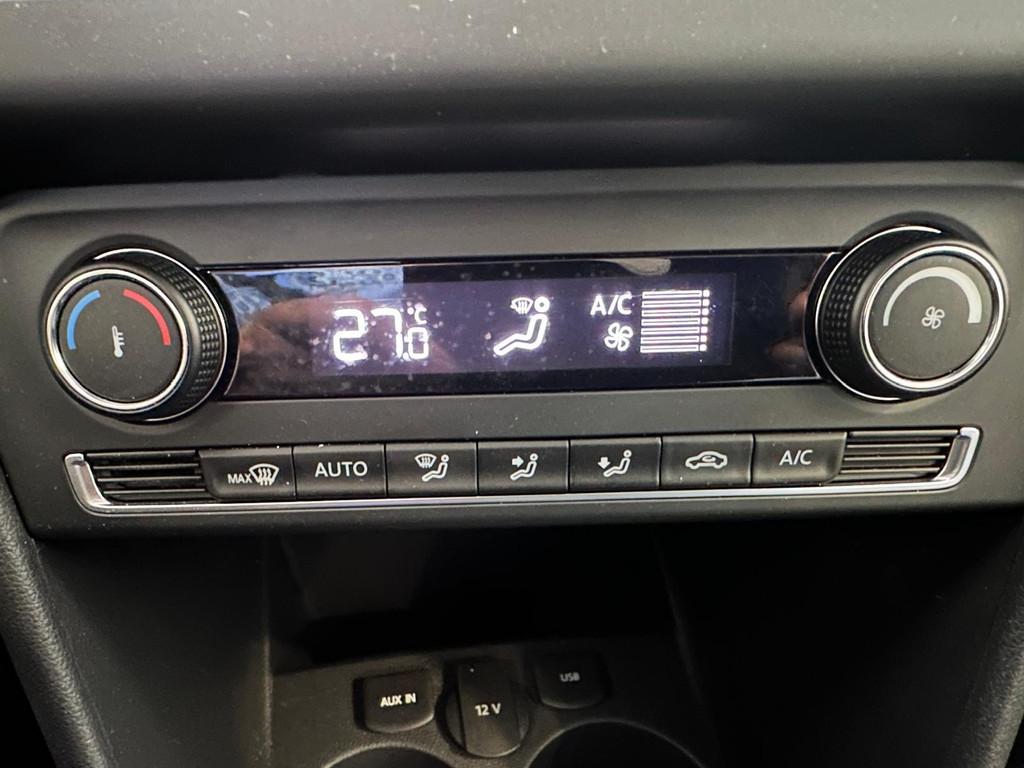 27.0 °C
A/C
MAX
AUTO
A/C
AUX IN
12 V
USB